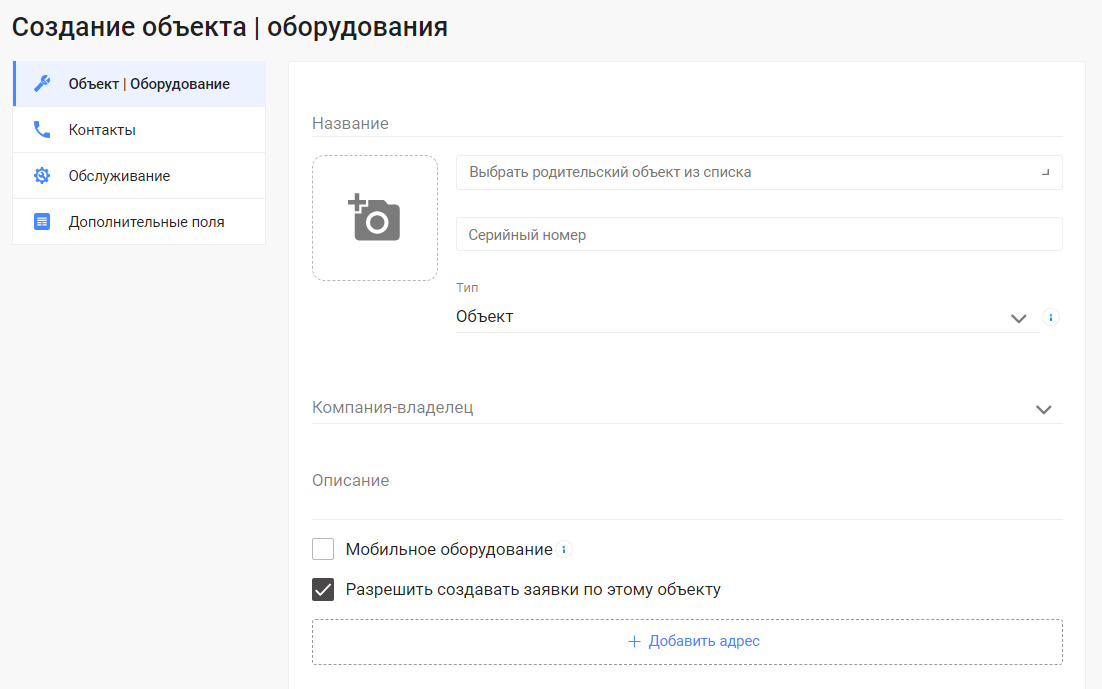 Создание объекта | оборудования
Объект | Оборудование
Контакты
Обслуживание
Дополнительные поля
Название
Выбрать родительский объект из списка
Серийный номер
Тип
Объект
Компания-владелец
Описание
Мобильное оборудование
Разрешить создавать заявки по этому объекту
+ Добавить адрес